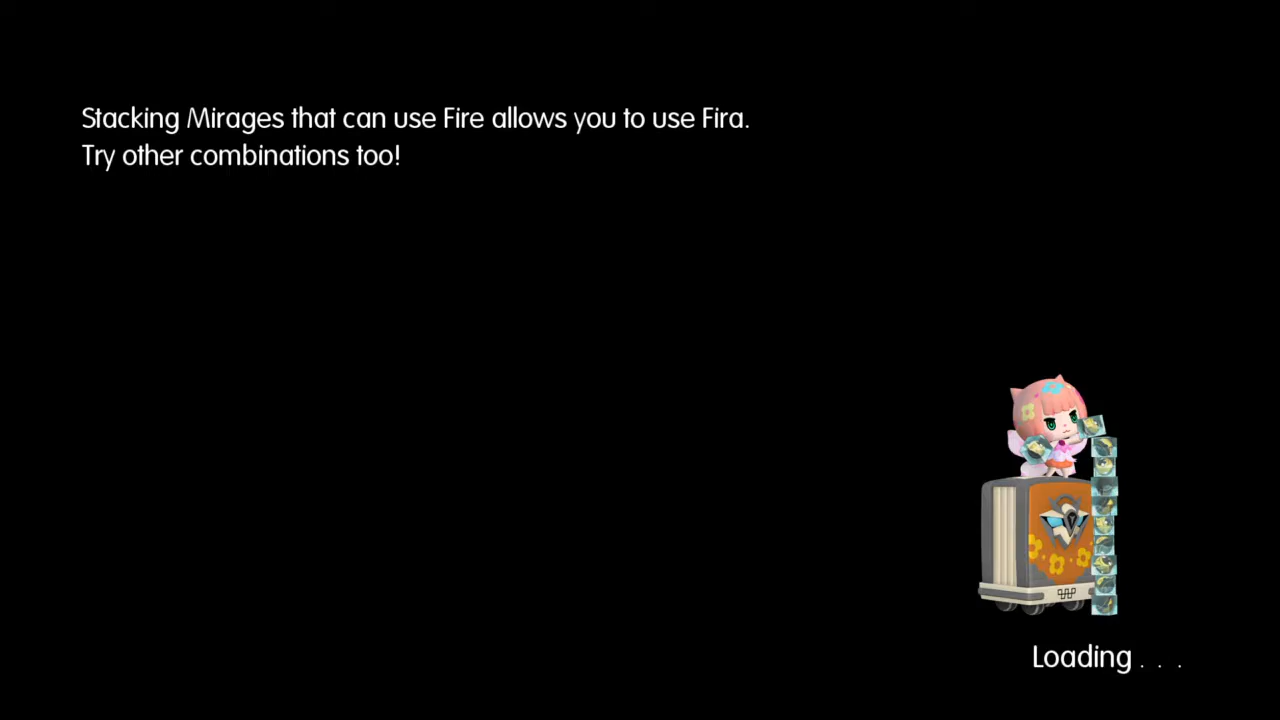 Stacking Mirages that can use Fire allows you to use Fira.
Try other combinations too!
Loading . . .